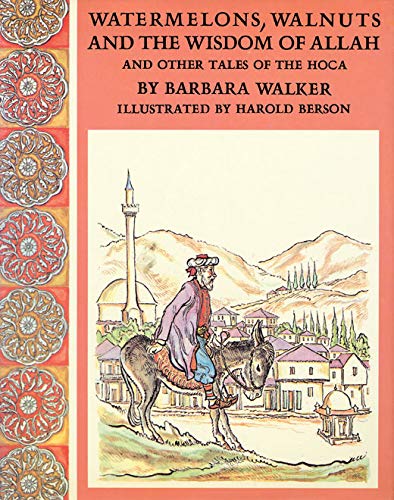 WATERMELONS, WALNUTS
AND THE WISDOM OF ALLAH
AND OTHER TALES OF THE HOCA
BY BARBARA WALKER
ILLUSTRATED BY HAROLD BERSON